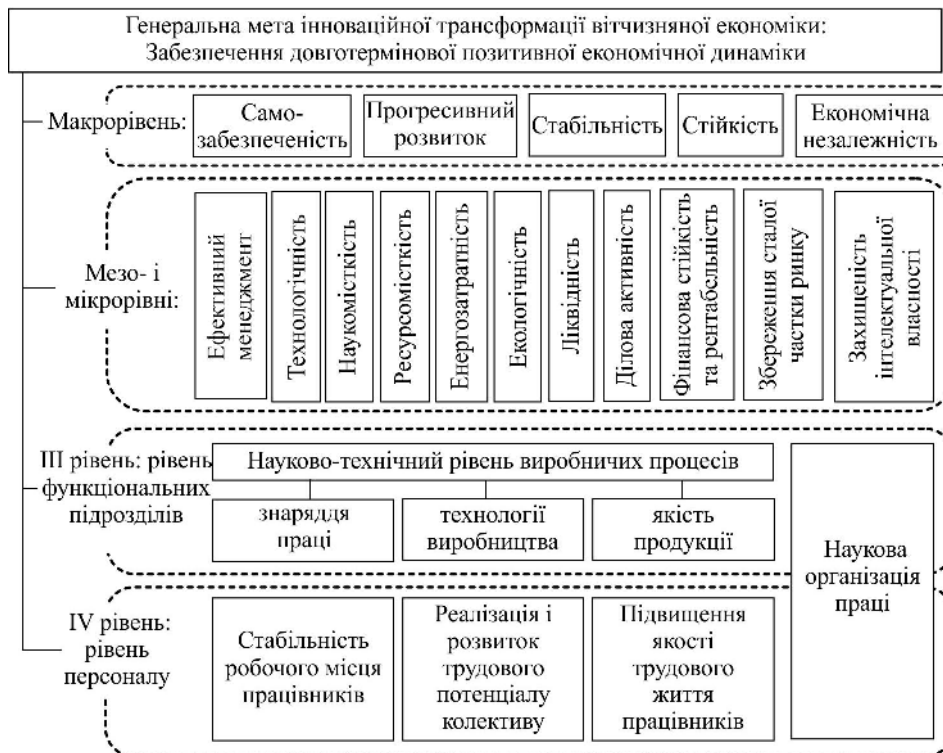 Генеральна мета інноваційної трансформації вітчизняної економіки:
Забезпечення довготермінової позитивної економічної динаміки
Макрорівень:
Само-
забезпеченість
Прогресивний
розвиток
Стабільність
Стійкість
Економічна
незалежність
Мезо- і
мікрорівні:
Ефективний
менеджмент
Технологічність
Наукомісткість
Ресурсомісткість
Енергозатратність
Екологічність
Ліквідність
Ділова активність
Фінансова стійкість
та рентабельність
Збереження сталої
частки ринку
Захищеність
інтелектуальної
власності
III рівень: рівень
функціональних
підрозділів
Науково-технічний рівень виробничих процесів
знаряддя
праці
технології
виробництва
якість
продукції
Наукова
організація
праці
IV рівень:
рівень
персоналу
Стабільність
робочого місця
працівників
Реалізація і
розвиток
трудового
потенціалу
колективу
Підвищення
якості
трудового
життя
працівників